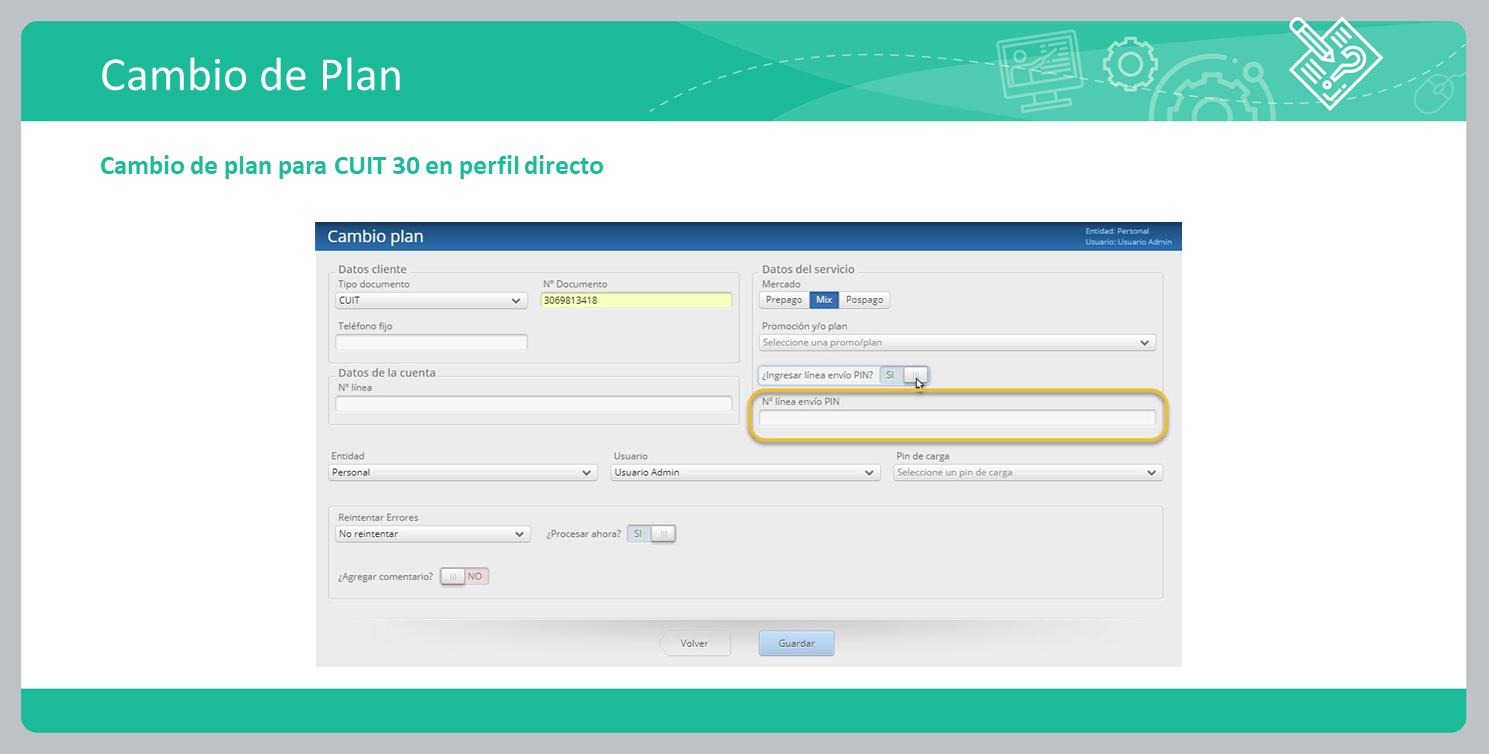 Cambio de Plan
Cambio de plan para CUIT 30 en perfil directo
Cambio plan
Entidad: Personal
Usuario: Usuario Admin
Datos cliente
Tipo documento
Nº Documento
CUIT
3069813418
Teléfono fijo
Datos de la cuenta
Nº línea
Datos del servicio
Mercado
Prepago Mix Pospago
Promoción y/o plan
Seleccione una promo/plan
¿Ingresar línea envío PIN? SI
Nº línea envío PIN
Entidad
Personal
Usuario
Usuario Admin
Pin de carga
Seleccione un pin de carga
Reintentar Errores
No reintentar
¿Procesar ahora? SI
¿Agregar comentario? NO
Volver
Guardar